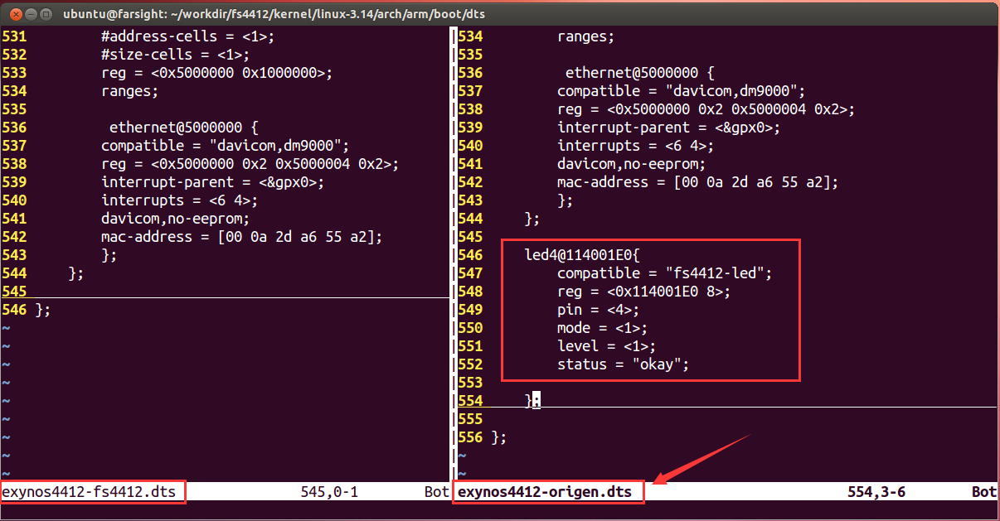 ubuntu@farsight: ~/workdir/fs4412/kernel/linux-3.14/arch/arm/boot/dts
531         #address-cells = <1>;
532         #size-cells = <1>;
533         reg = <0x5000000 0x1000000>;
534         ranges;
535
536          ethernet@5000000 {
537         compatible = "davicom,dm9000";
538         reg = <0x5000000 0x2 0x5000004 0x2>;
539         interrupt-parent = <&gpx0>;
540         interrupts = <6 4>;
541         davicom,no-eeprom;
542         mac-address = [00 0a 2d a6 55 a2];
543         };
544     };
545
546 };
~
~
~
~
~
~
~
~
~
exynos4412-fs4412.dts 545,0-1 Bot
534         ranges;
535
536          ethernet@5000000 {
537         compatible = "davicom,dm9000";
538         reg = <0x5000000 0x2 0x5000004 0x2>;
539         interrupt-parent = <&gpx0>;
540         interrupts = <6 4>;
541         davicom,no-eeprom;
542         mac-address = [00 0a 2d a6 55 a2];
543         };
544     };
545
546     led4@114001E0{
547         compatible = "fs4412-led";
548         reg = <0x114001E0 8>;
549         pin = <4>;
550         mode = <1>;
551         level = <1>;
552         status = "okay";
553
554     };
555
556 };
~
~
exynos4412-origen.dts 554,3-6 Bot